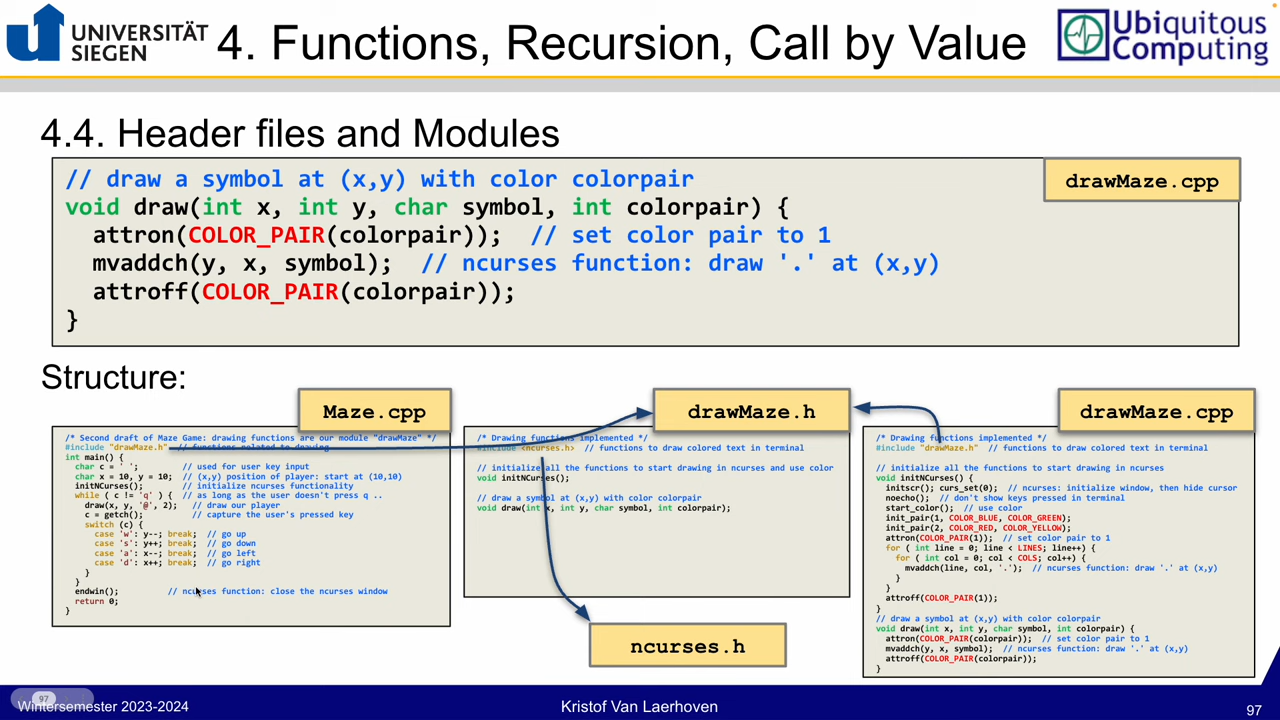 UNIVERSITÄT
SIEGEN
4. Functions, Recursion, Call by Value
Ubiquitous
Computing
4.4. Header files and Modules
drawMaze.cpp
// draw a symbol at (x,y) with color colorpair
void draw(int x, int y, char symbol, int colorpair) {
attron(COLOR_PAIR(colorpair)); // set color pair to 1
mvaddch(y, x, symbol); // ncurses function: draw '.' at (x,y)
attroff(COLOR_PAIR(colorpair));
}
Structure:
Maze.cpp
/* Second draft of Maze Game: drawing functions are our module "drawMaze" */
#include "drawMaze.h" // functions related to drawing
int main() {
char c = ' '; // used for user key input
char x = 10, y = 10; // (x,y) position of player: start at (10,10)
initNCurses(); // initialize ncurses functionality
while ( c != 'q' ) { // as long as the user doesn't press q ..
draw(x, y, '@', 2); // draw our player
c = getch(); // capture the user's pressed key
switch (c) {
case 'w': y--; break; // go up
case 's': y++; break; // go down
case 'a': x--; break; // go left
case 'd': x++; break; // go right
}
}
endwin(); // ncurses function: close the ncurses window
return 0;
}
drawMaze.h
/* Drawing functions implemented */
#include <ncurses.h> // functions to draw colored text in terminal
// initialize all the functions to start drawing in ncurses and use color
void initNCurses();
// draw a symbol at (x,y) with color colorpair
void draw(int x, int y, char symbol, int colorpair);
ncurses.h
drawMaze.cpp
/* Drawing functions implemented */
#include "drawMaze.h" // functions to draw colored text in terminal
// initialize all the functions to start drawing in ncurses
void initNCurses() {
initscr(); curs_set(0); // ncurses: initialize window, then hide cursor
noecho(); // don't show keys pressed in terminal
start_color(); // use color
init_pair(1, COLOR_BLUE, COLOR_GREEN);
init_pair(2, COLOR_RED, COLOR_YELLOW);
attron(COLOR_PAIR(1)); // set color pair to 1
for ( int line = 0; line < LINES; line++) {
for ( int col = 0; col < COLS; col++) {
mvaddch(line, col, '.'); // ncurses function: draw '.' at (x,y)
}
}
attroff(COLOR_PAIR(1));
}
// draw a symbol at (x,y) with color colorpair
void draw(int x, int y, char symbol, int colorpair) {
attron(COLOR_PAIR(colorpair)); // set color pair to 1
mvaddch(y, x, symbol); // ncurses function: draw '.' at (x,y)
attroff(COLOR_PAIR(colorpair));
}
97
Wintersemester 2023-2024
Kristof Van Laerhoven
97